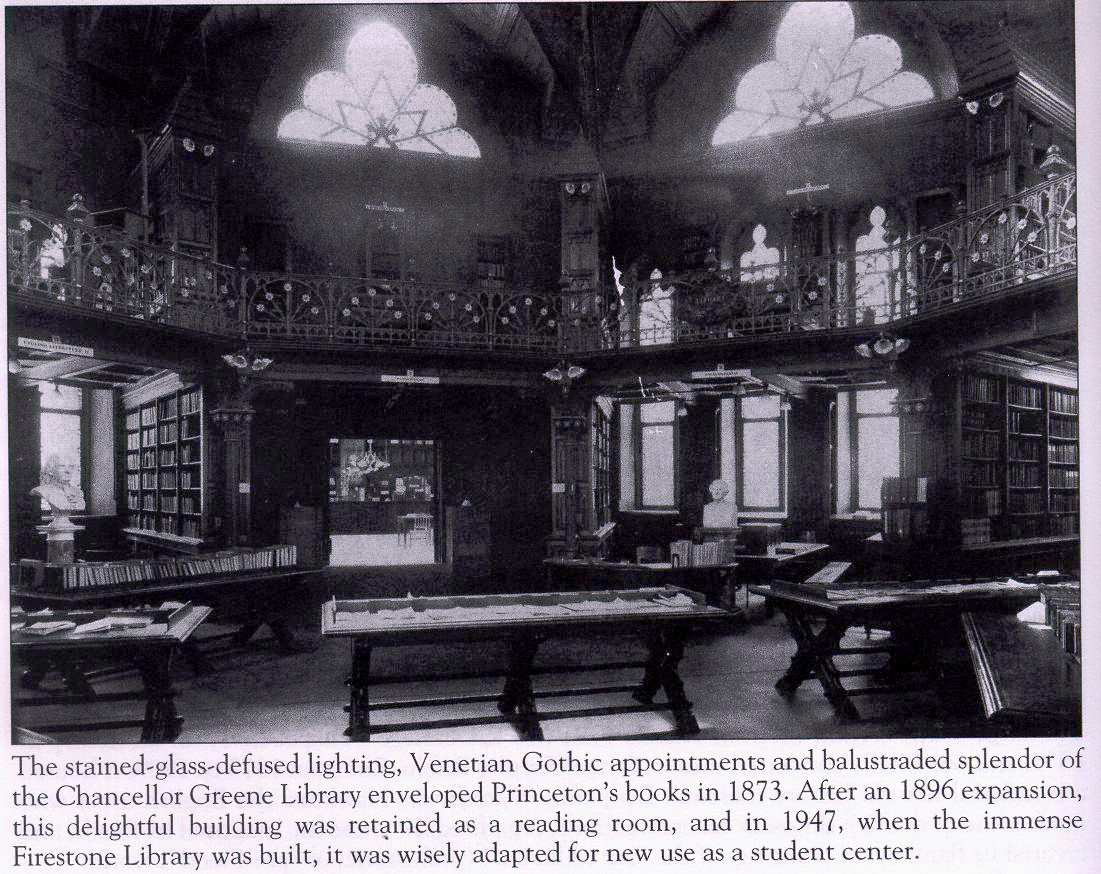 ENGLISH LITERATURE
The stained-glass-defused lighting, Venetian Gothic appointments and balustraded splendor of
the Chancellor Greene Library enveloped Princeton's books in 1873. After an 1896 expansion,
this delightful building was retained as a reading room, and in 1947, when the immense
Firestone Library was built, it was wisely adapted for new use as a student center.